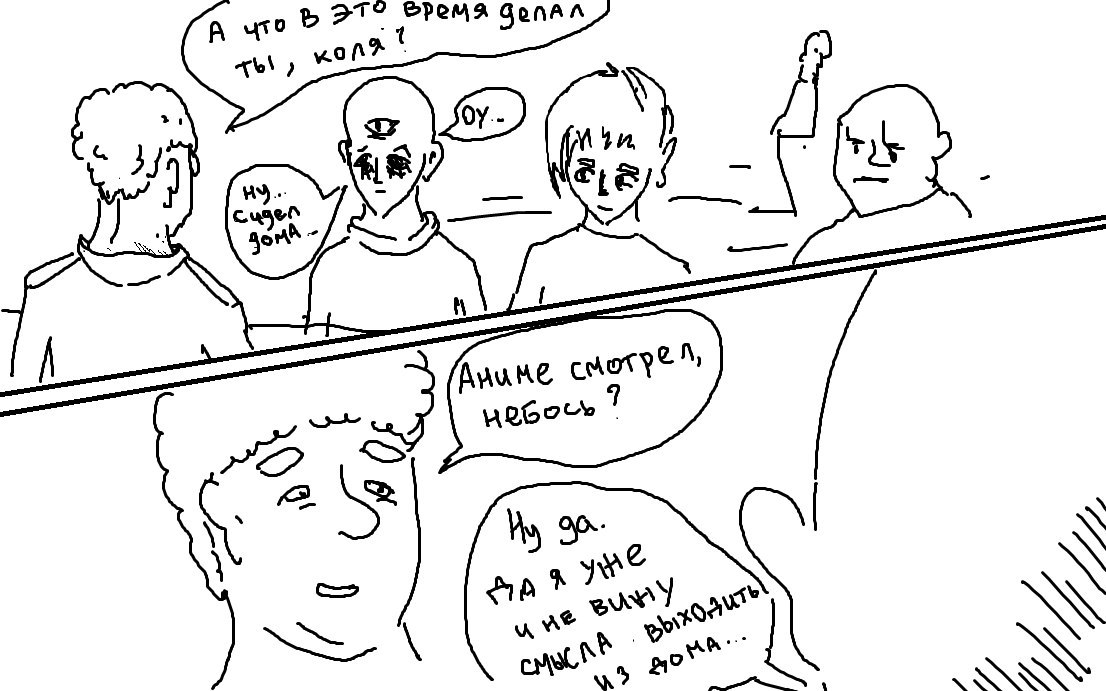 А что в это время делал
ты, коля?
Оу..
Ну...
Сидел
дома...
Аниме смотрел,
небось?
Ну да.
Да я уже
и не вижу
смысла выходить
из дома...